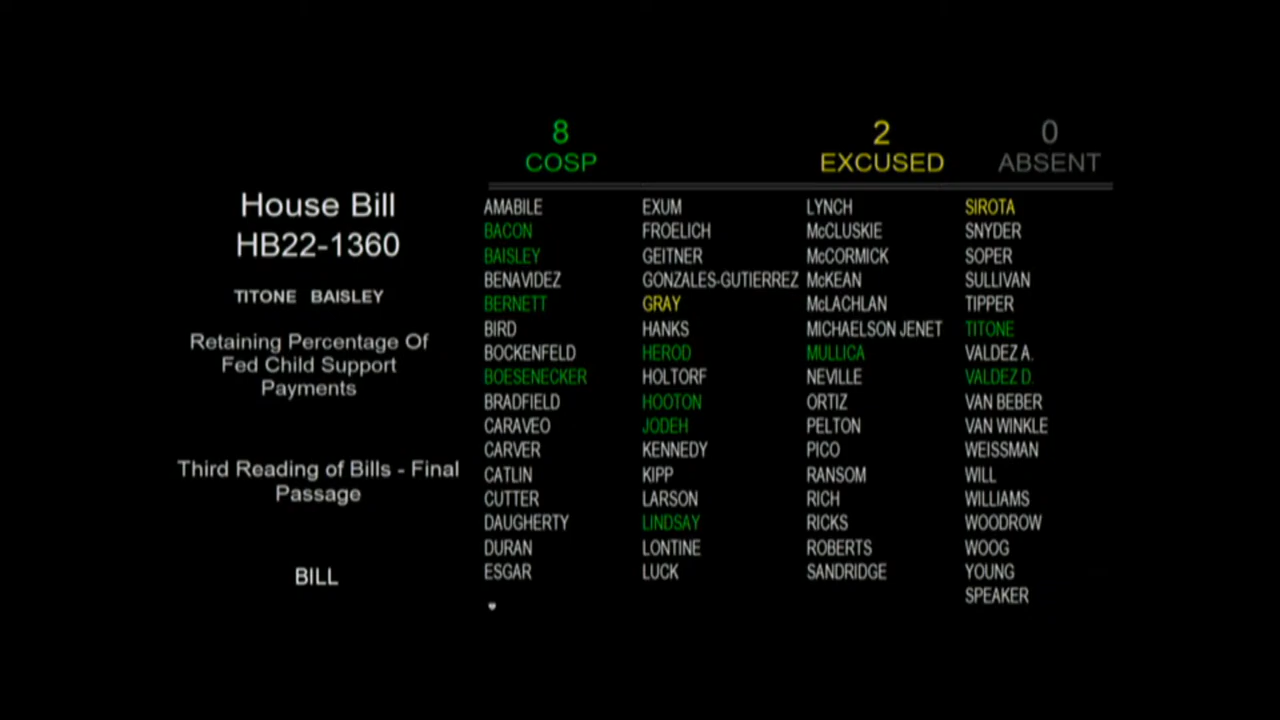 8
COSP
2
EXCUSED
0
ABSENT
House Bill
HB22-1360
TITONE BAISLEY
Retaining Percentage Of
Fed Child Support
Payments
Third Reading of Bills - Final
Passage
BILL
AMABILE
BACON
BAISLEY
BENAVIDEZ
BERNETT
BIRD
BOCKENFELD
BOESENECKER
BRADFIELD
CARAVEO
CARVER
CATLIN
CUTTER
DAUGHERTY
DURAN
ESGAR
EXUM
FROELICH
GEITNER
GONZALES-GUTIERREZ
GRAY
HANKS
HEROD
HOLTORF
HOOTON
JODEH
KENNEDY
KIPP
LARSON
LINDSAY
LONTINE
LUCK
LYNCH
McCLUSKIE
McCORMICK
McKEAN
McLACHLAN
MICHAELSON JENET
MULLICA
NEVILLE
ORTIZ
PELTON
PICO
RANSOM
RICH
RICKS
ROBERTS
SANDRIDGE
SIROTA
SNYDER
SOPER
SULLIVAN
TIPPER
TITONE
VALDEZ A.
VALDEZ D.
VAN BEBER
VAN WINKLE
WEISSMAN
WILL
WILLIAMS
WOODROW
WOOG
YOUNG
SPEAKER